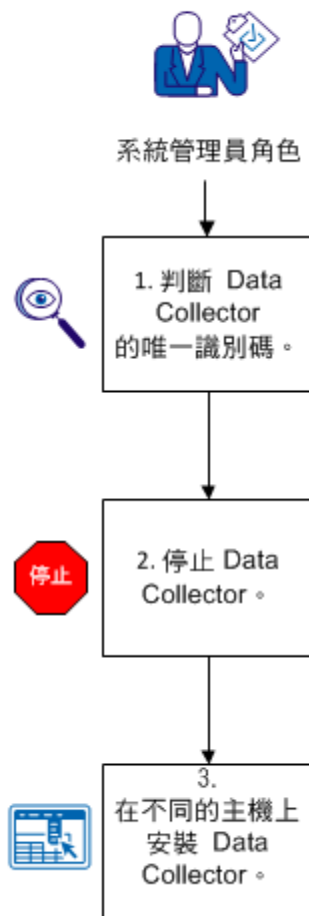 系統管理員角色
1. 判斷 Data
Collector
的唯一識別碼。
停止
2. 停止 Data
Collector。
3.
在不同的主機上
安裝 Data
Collector。